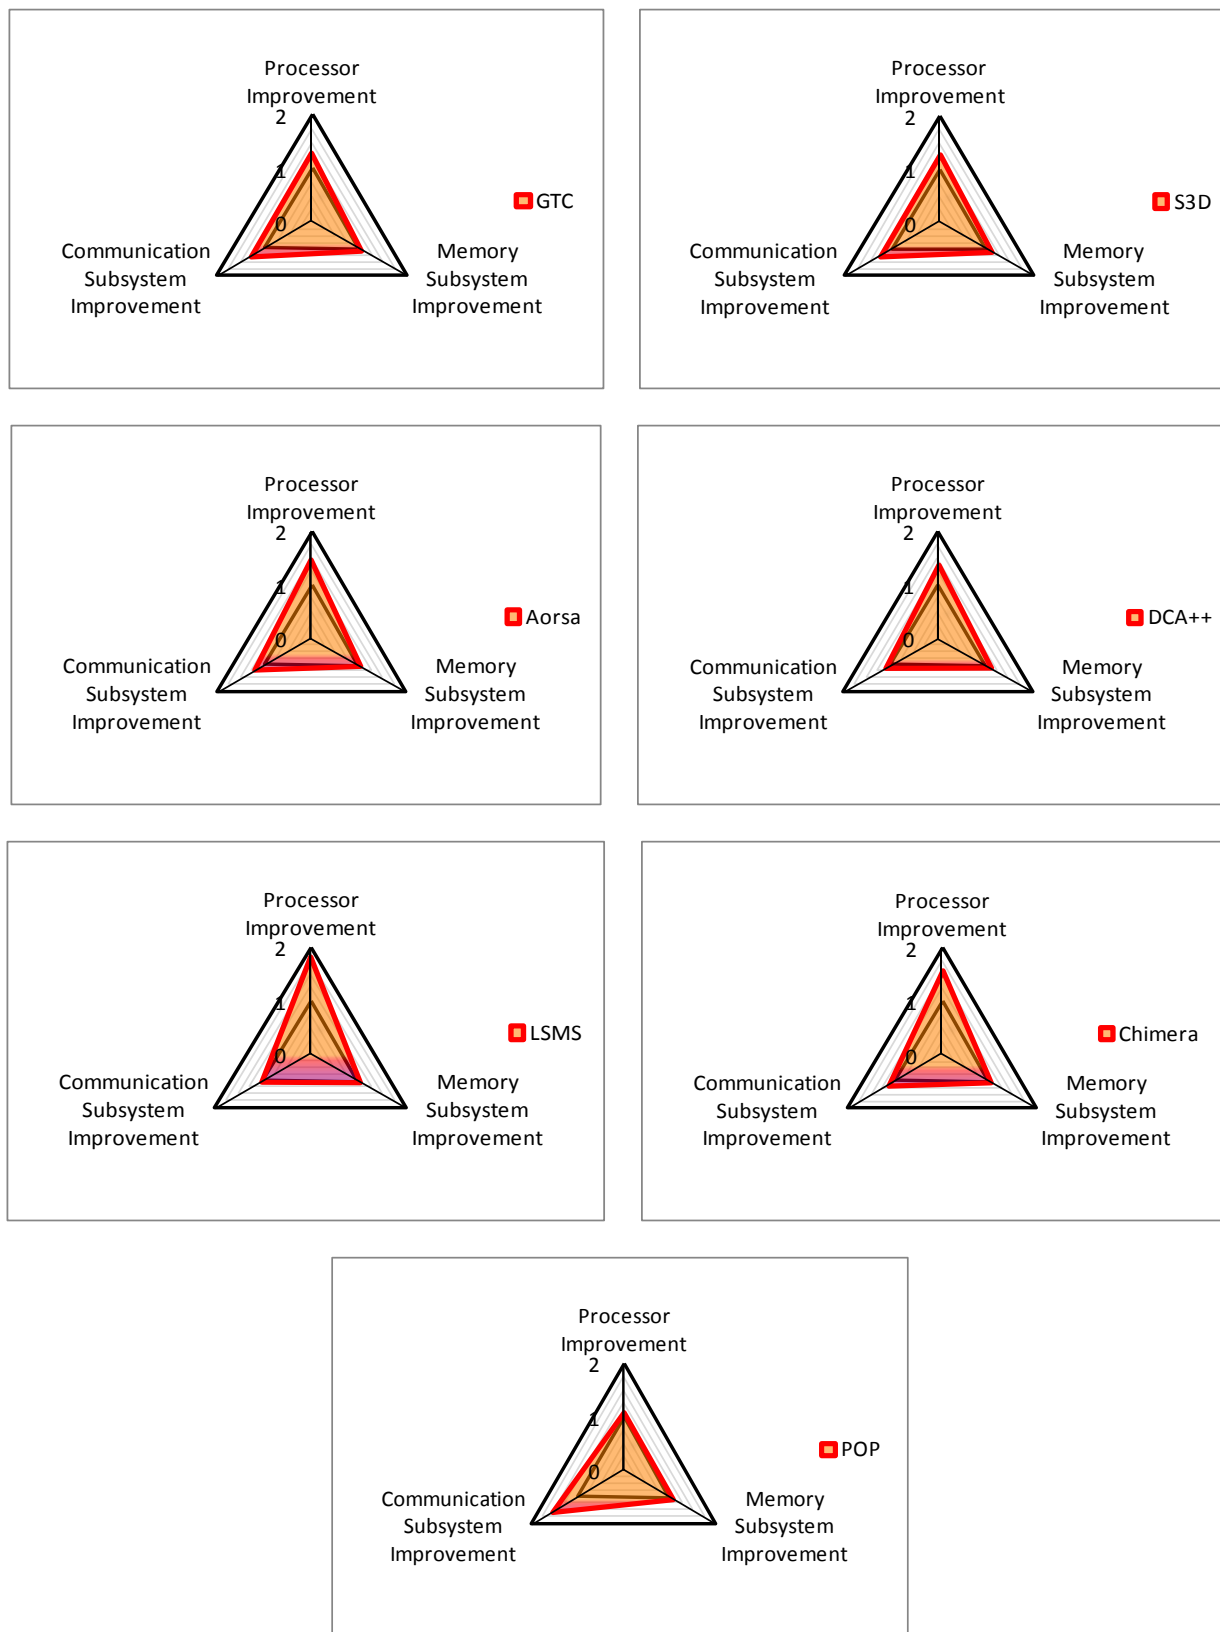 Processor
Improvement
2
1
0
GTC
Communication
Subsystem
Improvement
Memory
Subsystem
Improvement
Processor
Improvement
2
1
0
S3D
Communication
Subsystem
Improvement
Memory
Subsystem
Improvement
Processor
Improvement
2
1
0
Aorsa
Communication
Subsystem
Improvement
Memory
Subsystem
Improvement
Processor
Improvement
2
1
0
DCA++
Communication
Subsystem
Improvement
Memory
Subsystem
Improvement
Processor
Improvement
2
1
0
LSMS
Communication
Subsystem
Improvement
Memory
Subsystem
Improvement
Processor
Improvement
2
1
0
Chimera
Communication
Subsystem
Improvement
Memory
Subsystem
Improvement
Processor
Improvement
2
1
0
POP
Communication
Subsystem
Improvement
Memory
Subsystem
Improvement